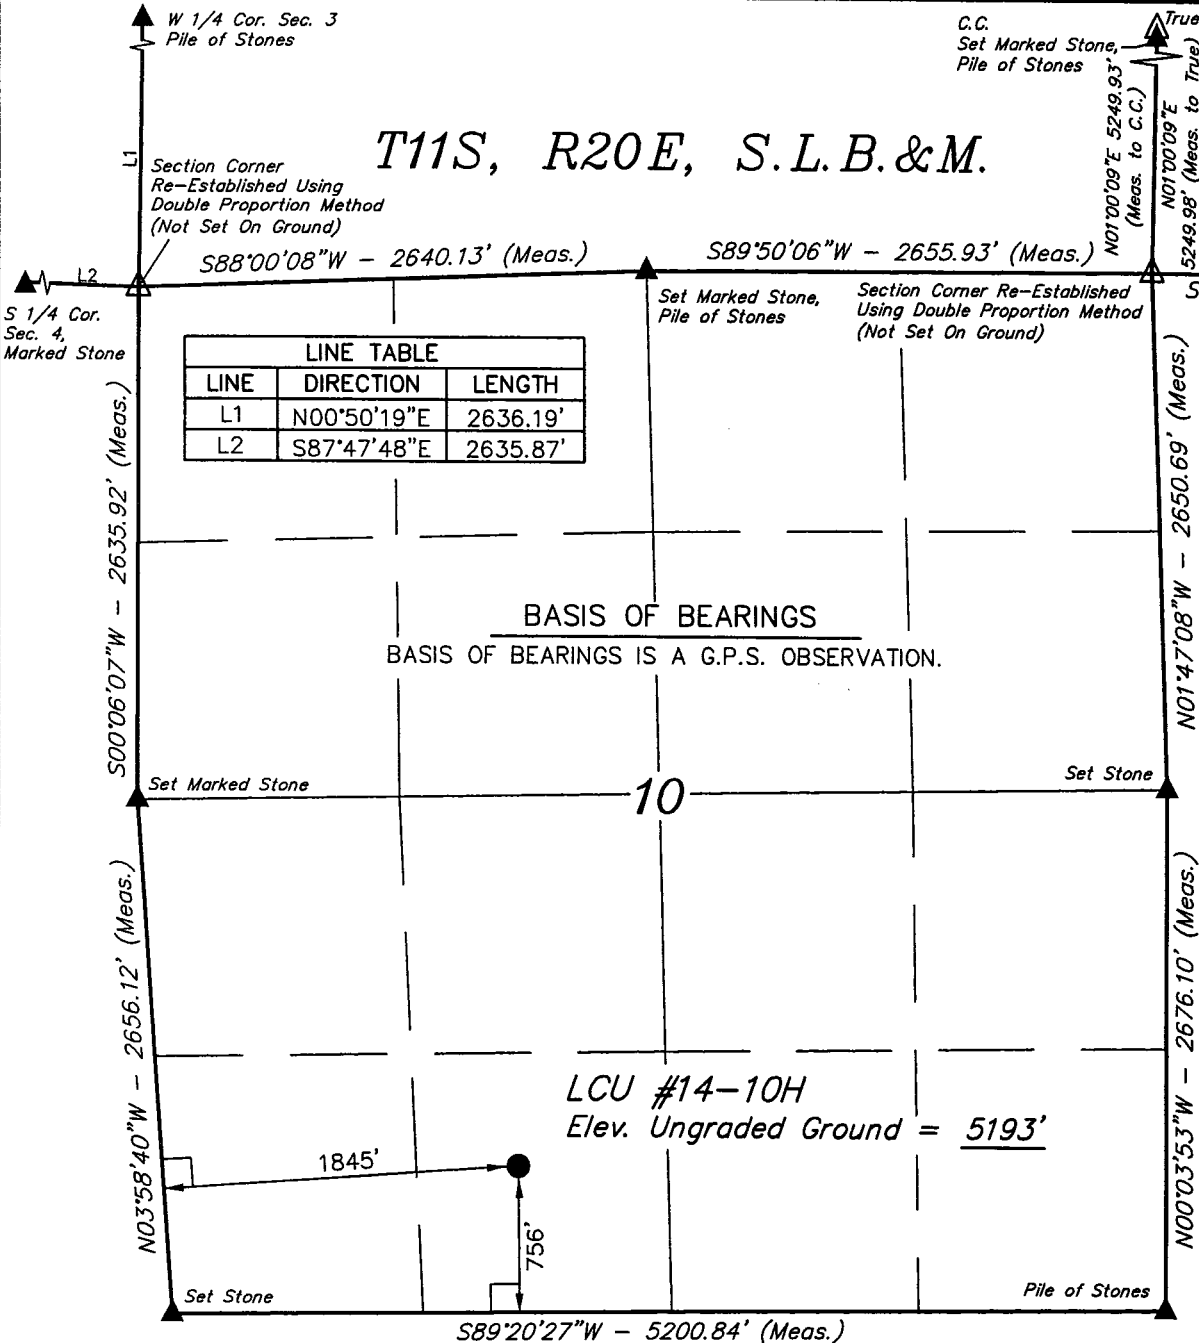 W 1/4 Cor. Sec. 3
Pile of Stones
C.C.
Set Marked Stone,
Pile of Stones
True
N01°00'09"E 5249.93'
(Meas. to C.C.)
N01°00'09"E
5249.98' (Meas. to True)
T11S, R20E, S.L.B.&M.
L1
Section Corner
Re-Established Using
Double Proportion Method
(Not Set On Ground)
S88°00'08"W - 2640.13' (Meas.)
S89°50'06"W - 2655.93' (Meas.)
L2
S 1/4 Cor.
Sec. 4,
Marked Stone
Set Marked Stone,
Pile of Stones
Section Corner Re-Established
Using Double Proportion Method
(Not Set On Ground)
S
LINE TABLE
LINE DIRECTION LENGTH
L1 N00°50'19"E 2636.19'
L2 S87°47'48"E 2635.87'
S00°06'07"W - 2635.92' (Meas.)
N01°47'08"W - 2650.69' (Meas.)
BASIS OF BEARINGS
BASIS OF BEARINGS IS A G.P.S. OBSERVATION.
Set Marked Stone
10
Set Stone
N03°58'40"W - 2656.12' (Meas.)
N00°03'53"W - 2676.10' (Meas.)
LCU #14-10H
Elev. Ungraded Ground = 5193'
1845'
756'
Set Stone
Pile of Stones
S89°20'27"W - 5200.84' (Meas.)